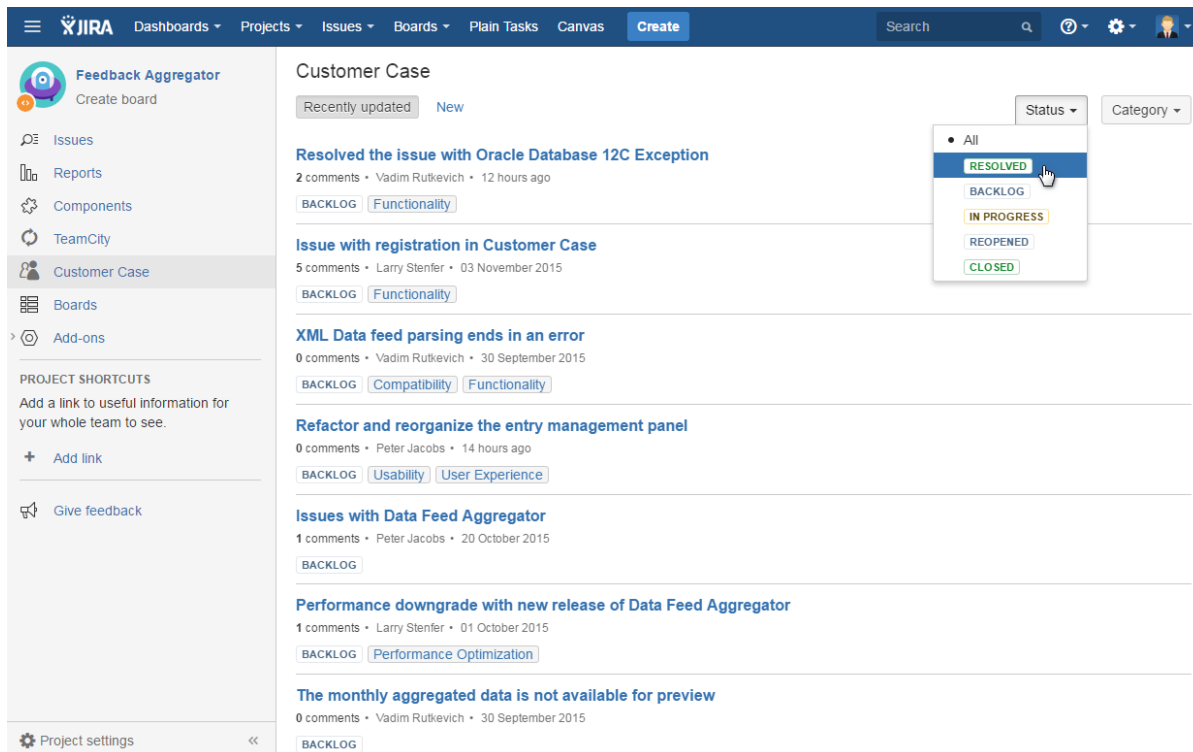 JIRA Dashboards Projects Issues Boards Plain Tasks Canvas Create Search
Feedback Aggregator
Create board
Issues
Reports
Components
TeamCity
Customer Case
Boards
Add-ons
PROJECT SHORTCUTS
Add a link to useful information for
your whole team to see.
+ Add link
Give feedback
Project settings
Customer Case
Recently updated New
Status Category
All
RESOLVED
BACKLOG
IN PROGRESS
REOPENED
CLOSED
Resolved the issue with Oracle Database 12C Exception
2 comments • Vadim Rutkevich • 12 hours ago
BACKLOG Functionality
Issue with registration in Customer Case
5 comments • Larry Stenfer • 03 November 2015
BACKLOG Functionality
XML Data feed parsing ends in an error
0 comments • Vadim Rutkevich • 30 September 2015
BACKLOG Compatibility Functionality
Refactor and reorganize the entry management panel
0 comments • Peter Jacobs • 14 hours ago
BACKLOG Usability User Experience
Issues with Data Feed Aggregator
1 comments • Peter Jacobs • 20 October 2015
BACKLOG
Performance downgrade with new release of Data Feed Aggregator
1 comments • Larry Stenfer • 01 October 2015
BACKLOG Performance Optimization
The monthly aggregated data is not available for preview
0 comments • Vadim Rutkevich • 30 September 2015
BACKLOG